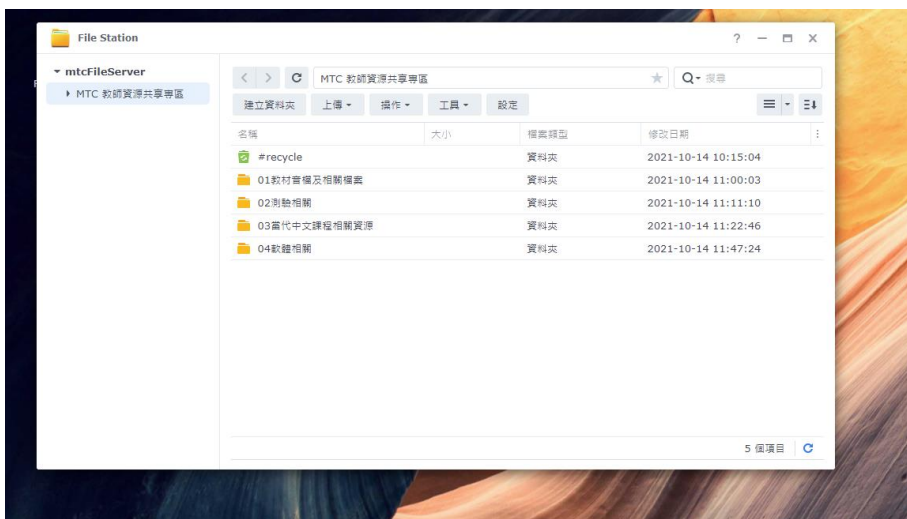 File Station
mtcFileServer
MTC 教師資源共享專區
MTC 教師資源共享專區
搜尋
建立資料夾 上傳 操作 工具 設定
名稱 大小 檔案類型 修改日期
#recycle 資料夾 2021-10-14 10:15:04
01教材音檔及相關檔案 資料夾 2021-10-14 11:00:03
02測驗相關 資料夾 2021-10-14 11:11:10
03當代中文課程相關資源 資料夾 2021-10-14 11:22:46
04軟體相關 資料夾 2021-10-14 11:47:24
5 個項目